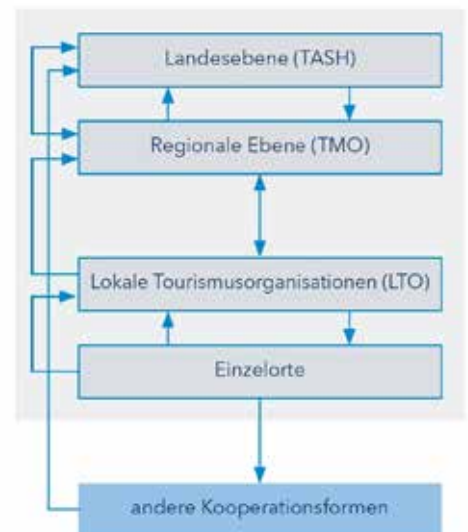 Landesebene (TASH)
Regionale Ebene (TMO)
Lokale Tourismusorganisationen (LTO)
Einzelorte
andere Kooperationsformen